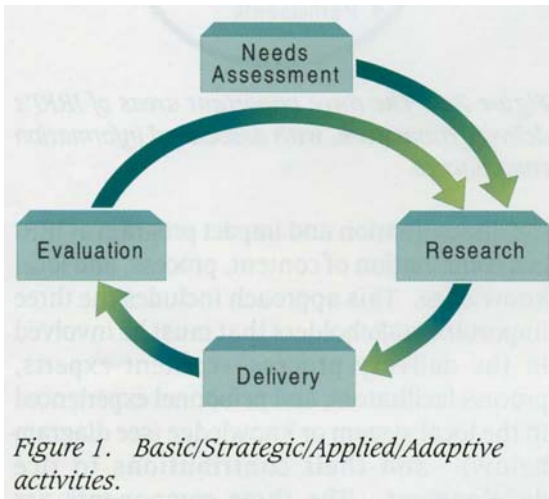 Needs
Assessment
Evaluation
Research
Delivery
Figure 1. Basic/Strategic/Applied/Adaptive
activities.